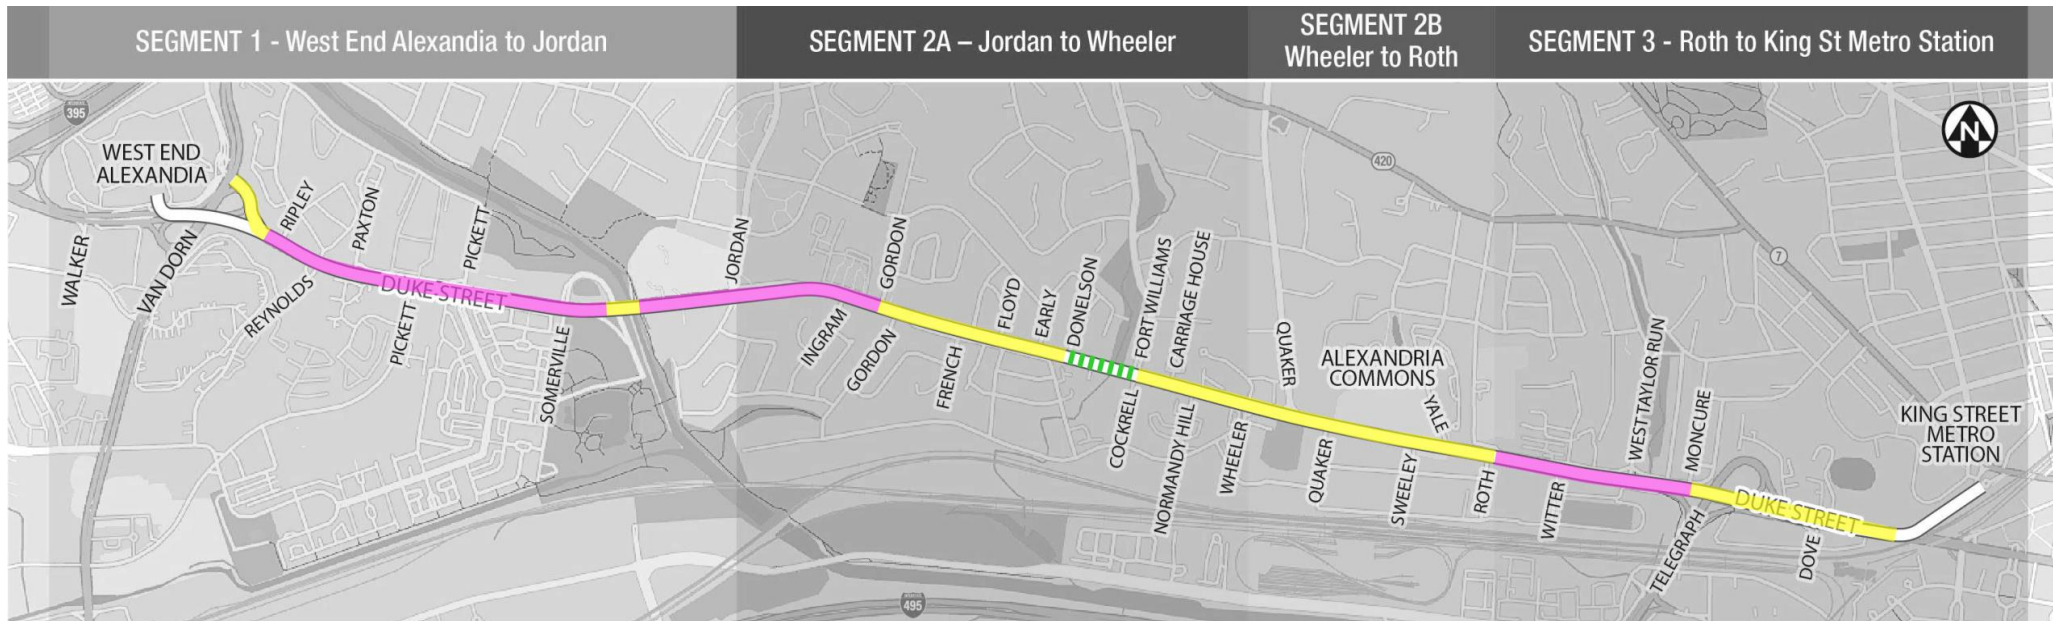 SEGMENT 1 - West End Alexandia to Jordan
SEGMENT 2A – Jordan to Wheeler
SEGMENT 2B
Wheeler to Roth
SEGMENT 3 - Roth to King St Metro Station
395
WEST END
ALEXANDIA
WALKER
VAN DORN
RIPLEY
REYNOLDS
PAXTON
PICKETT
DUKE STREET
PICKETT
SOMERVILLE
JORDAN
INGRAM
GORDON
GORDON
FRENCH
FLOYD
EARLY
DONELSON
FORT WILLIAMS
CARRIAGE HOUSE
COCKRELL
NORMANDY HILL
WHEELER
QUAKER
ALEXANDRIA
COMMONS
QUAKER
YALE
SWEELEY
ROTH
WITTER
WEST TAYLOR RUN
MONCURE
TELEGRAPH
DUKE STREET
DOVE
KING STREET
METRO
STATION
420
7
495
N